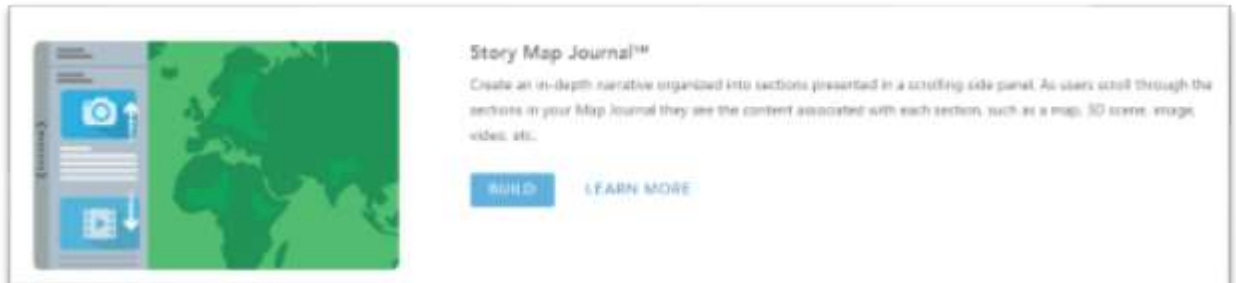 Story Map Journal℠
Create an in-depth narrative organized into sections presented in a scrolling side panel. As users scroll through the
sections in your Map Journal they see the content associated with each section, such as a map, 3D scene, image,
video, etc.
BUILD
LEARN MORE